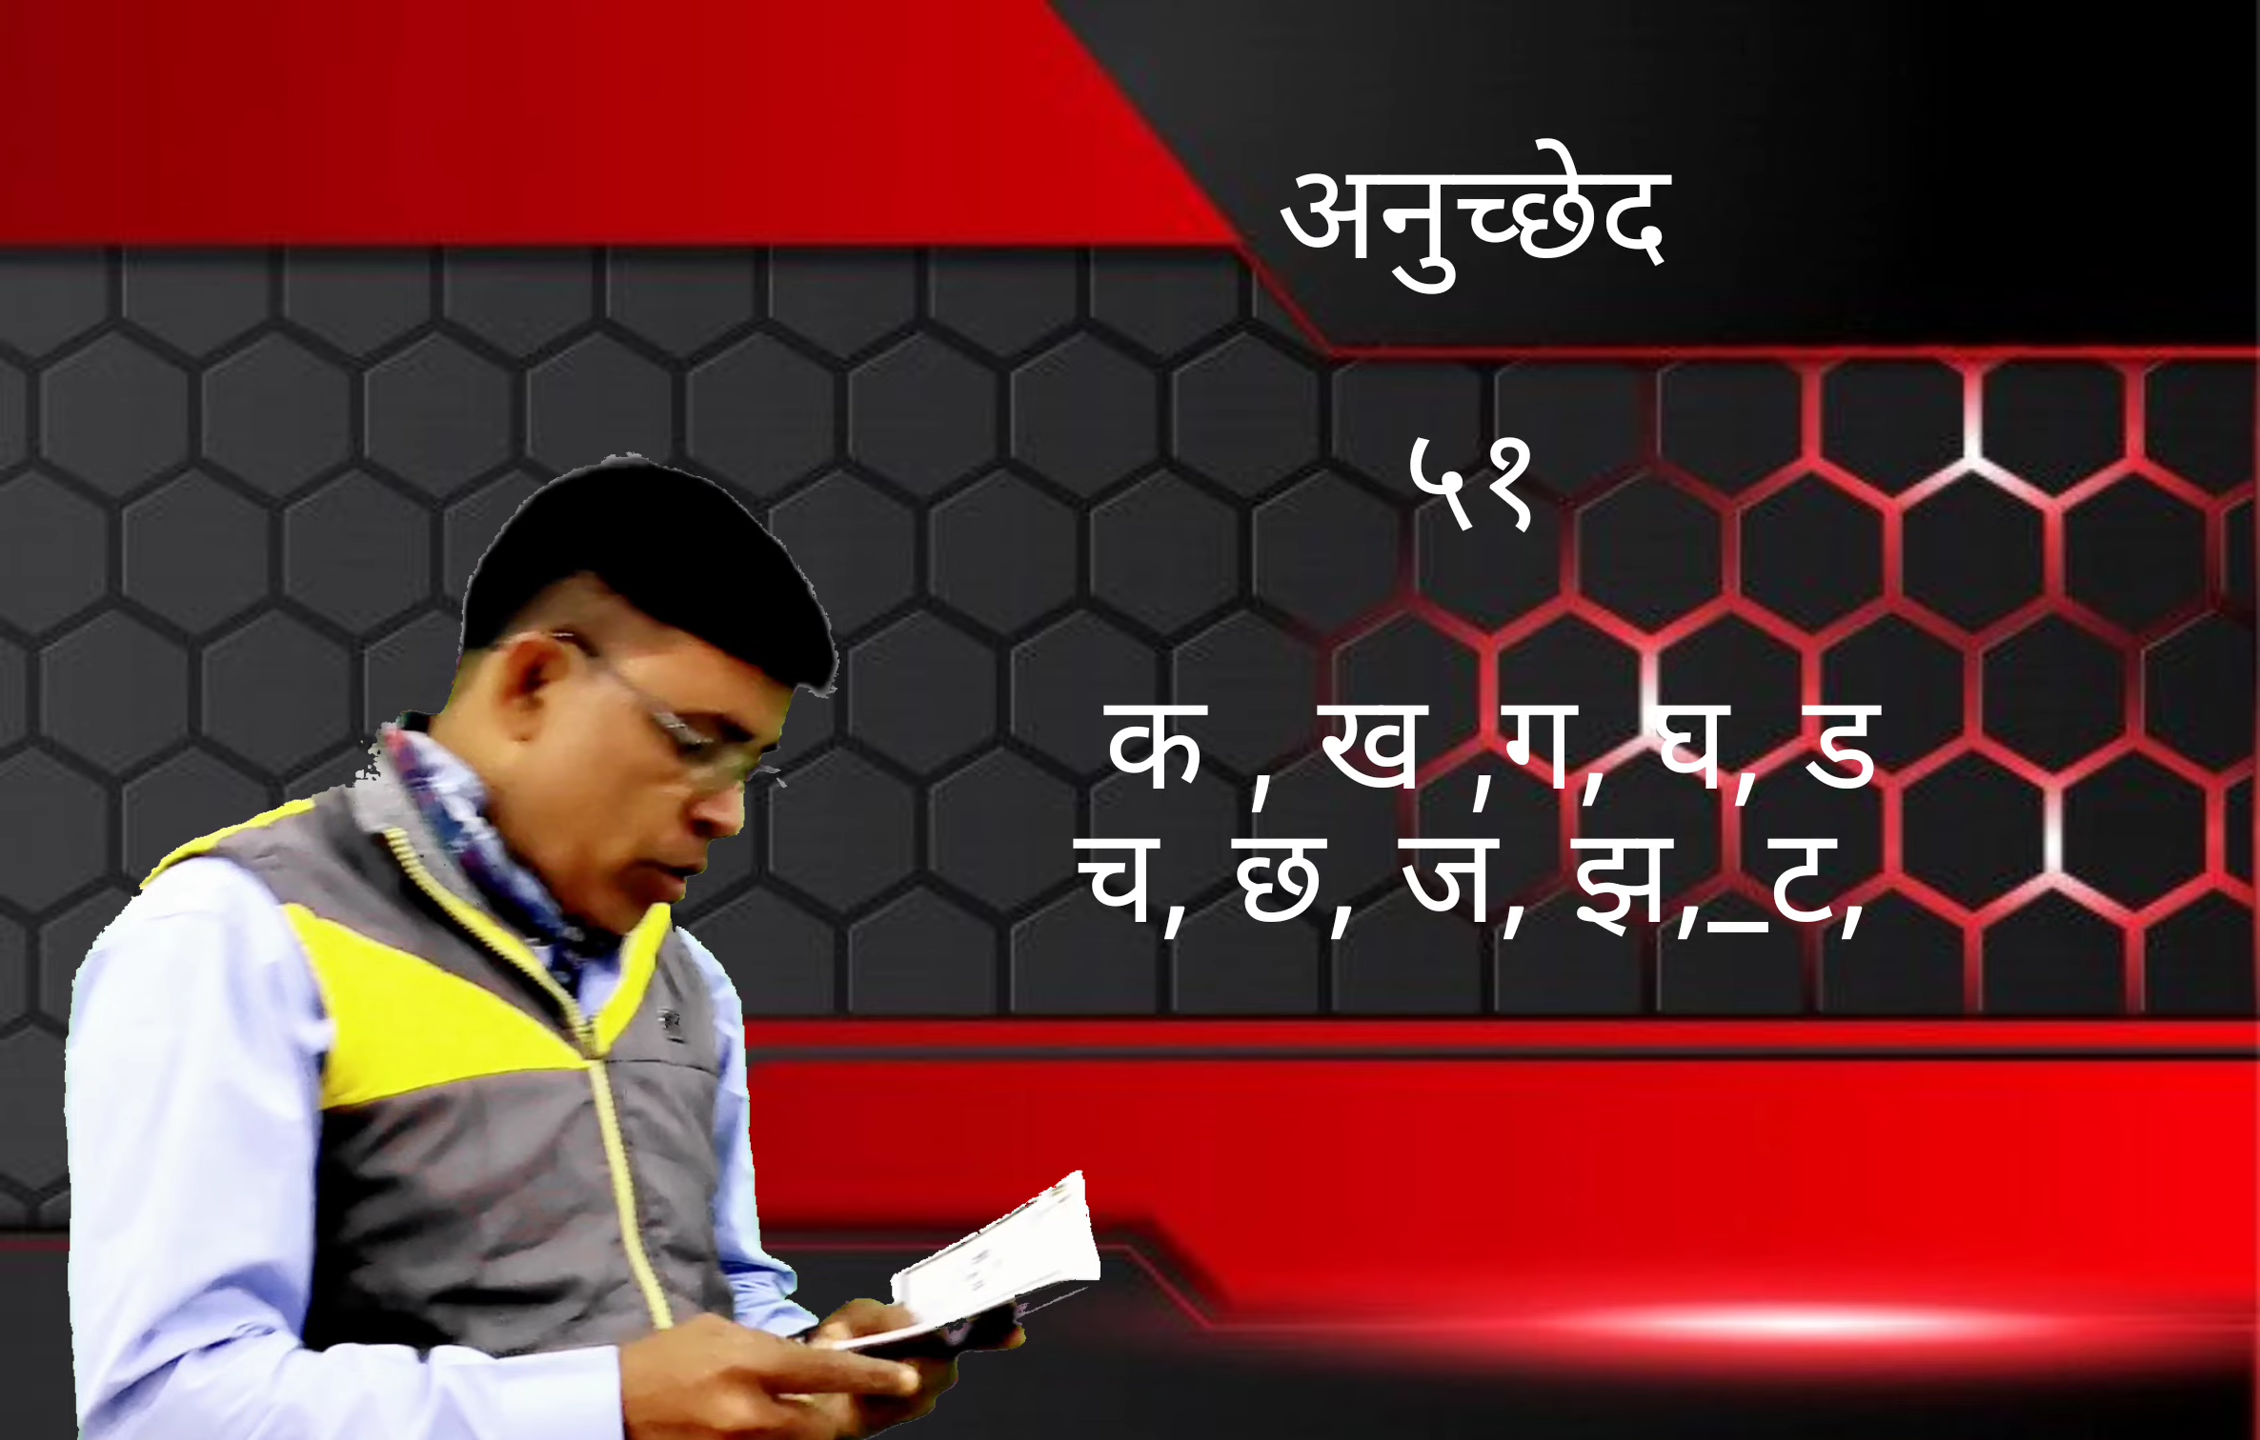 अनुच्छेद
५१
क , ख ,ग, घ, ड
च, छ, ज, झ,_ट,